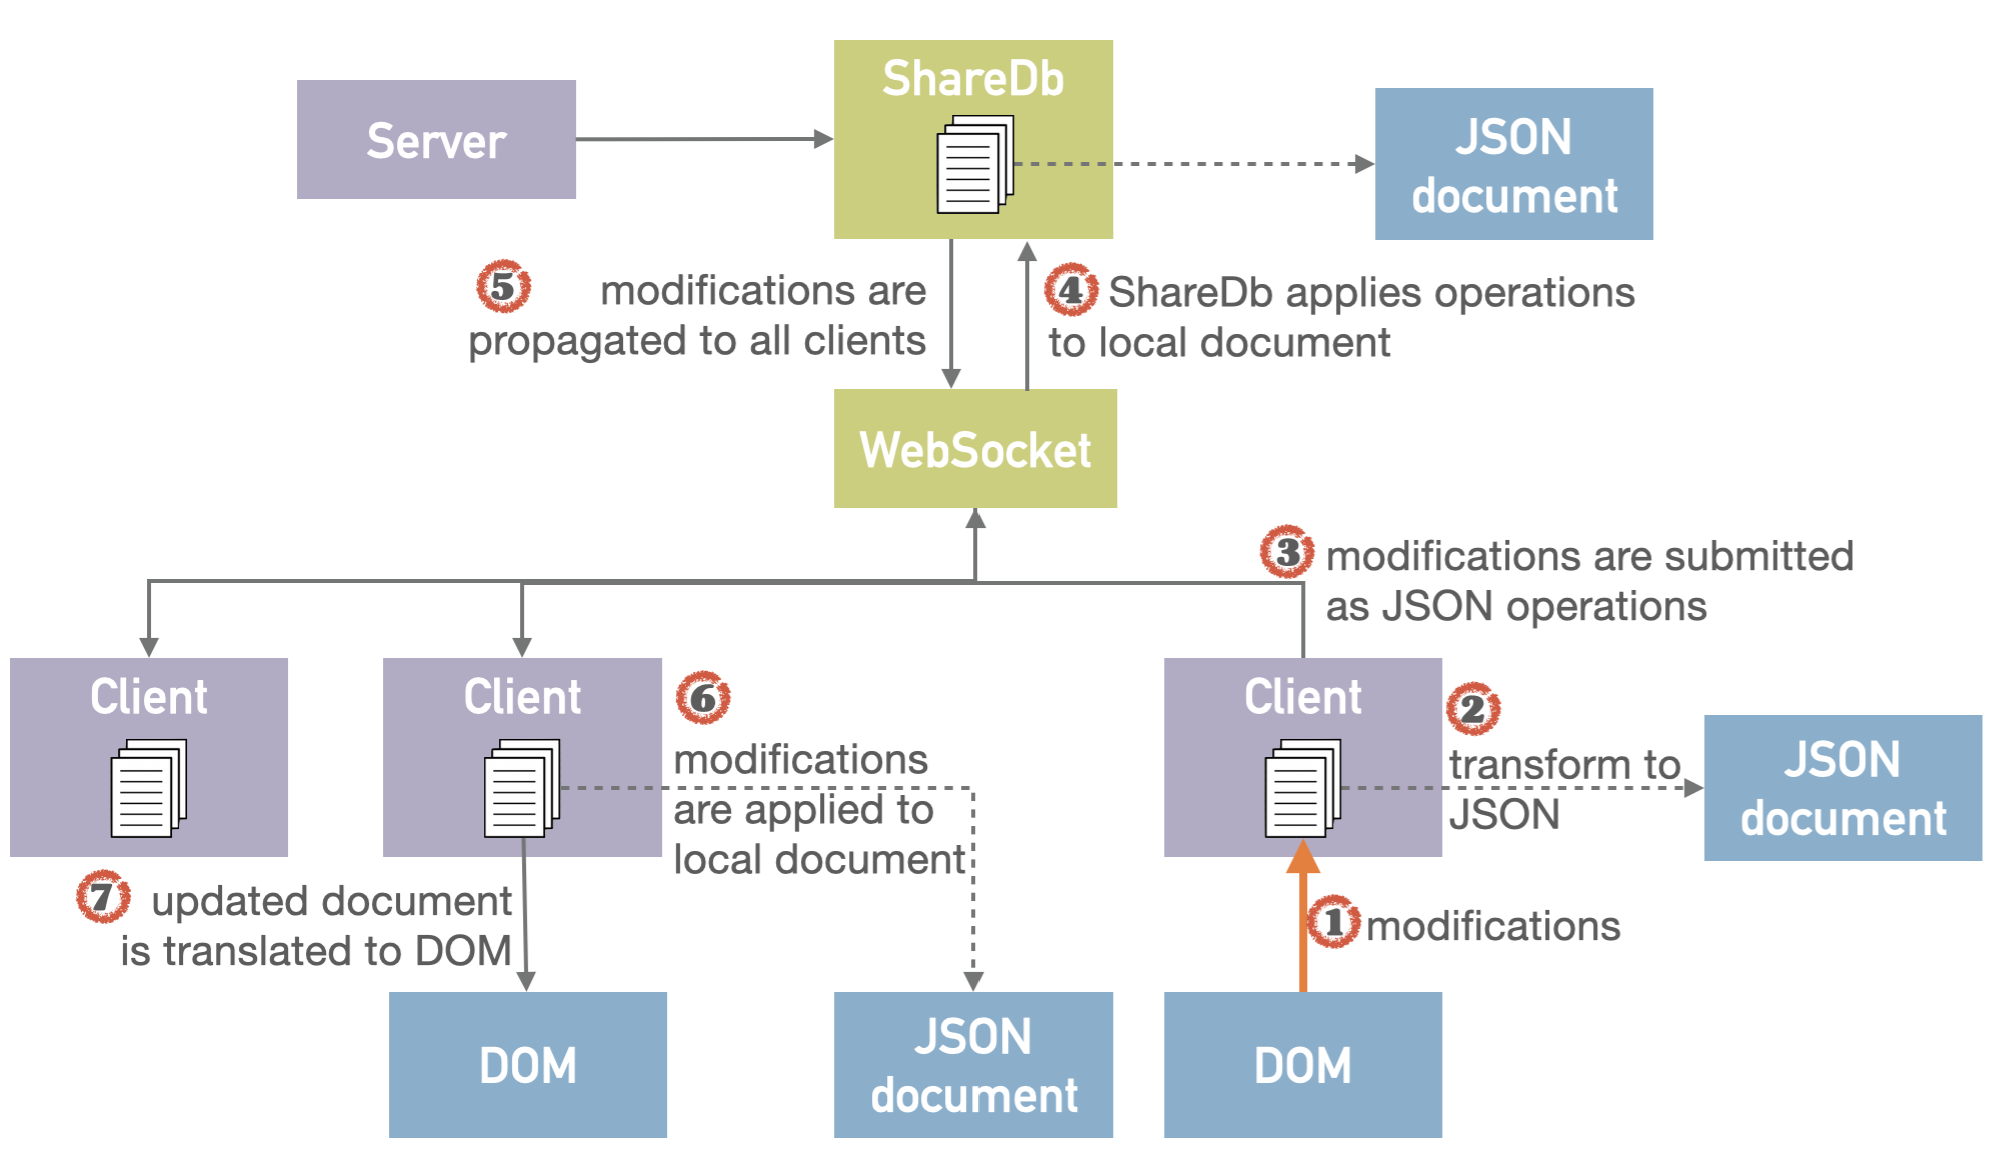 ShareDb
Server
JSON
document
5 modifications are
propagated to all clients
4 ShareDb applies operations
to local document
WebSocket
3 modifications are submitted
as JSON operations
Client
Client
6
modifications
are applied to
local document
Client
2
transform to
JSON
JSON
document
7 updated document
is translated to DOM
1 modifications
DOM
JSON
document
DOM